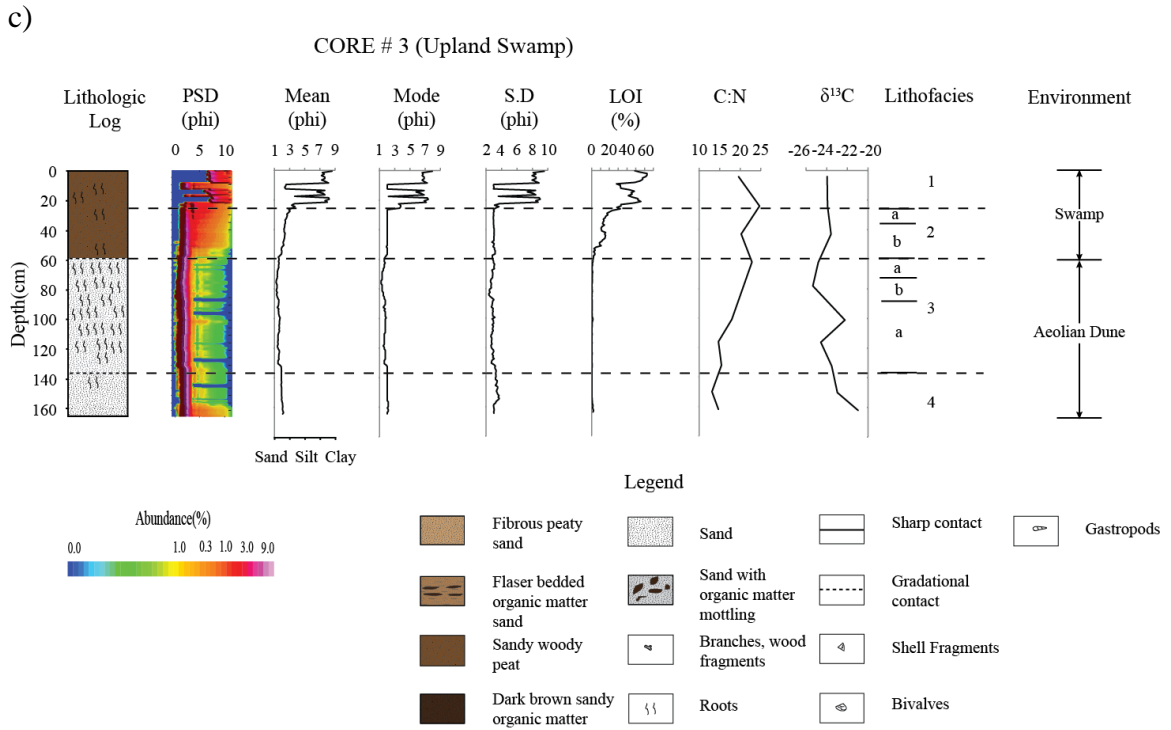 c)
CORE # 3 (Upland Swamp)
Lithologic Log
PSD (phi)
Mean (phi)
Mode (phi)
S.D (phi)
LOI (%)
C:N
δ¹³C
Lithofacies
Environment
0 5 10
1 3 5 7 9
1 3 5 7 9
2 3 4 6 8 10
0 20 40 60
10 15 20 25
-26 -24 -22 -20
Depth(cm)
0
20
40
60
80
100
120
140
160
1
a
2
b
a
b
3
a
4
Swamp
Aeolian Dune
Sand Silt Clay
Abundance(%)
0.0 1.0 0.3 1.0 3.0 9.0
Legend
Fibrous peaty
sand
Flaser bedded
organic matter
sand
Sandy woody
peat
Dark brown sandy
organic matter
Sand
Sand with
organic matter
mottling
Branches, wood
fragments
Roots
Sharp contact
Gradational
contact
Shell Fragments
Bivalves
Gastropods